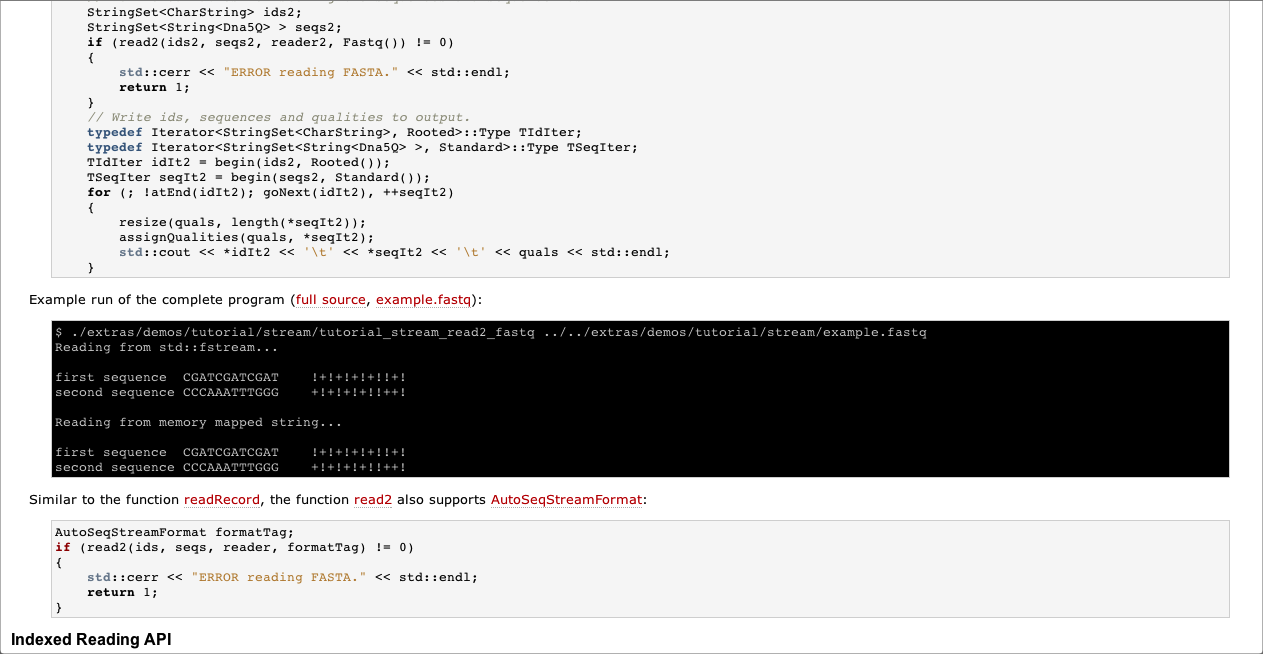 StringSet<CharString> ids2;
    StringSet<String<Dna5Q> > seqs2;
    if (read2(ids2, seqs2, reader2, Fastq()) != 0)
    {
        std::cerr << "ERROR reading FASTA." << std::endl;
        return 1;
    }
    // Write ids, sequences and qualities to output.
    typedef Iterator<StringSet<CharString>, Rooted>::Type TIdIter;
    typedef Iterator<StringSet<String<Dna5Q> >, Standard>::Type TSeqIter;
    TIdIter idIt2 = begin(ids2, Rooted());
    TSeqIter seqIt2 = begin(seqs2, Standard());
    for (; !atEnd(idIt2); goNext(idIt2), ++seqIt2)
    {
        resize(quals, length(*seqIt2));
        assignQualities(quals, *seqIt2);
        std::cout << *idIt2 << '\t' << *seqIt2 << '\t' << quals << std::endl;
    }
Example run of the complete program (full source, example.fastq):
$ ./extras/demos/tutorial/stream/tutorial_stream_read2_fastq ../../extras/demos/tutorial/stream/example.fastq
Reading from std::fstream...
first sequence  CGATCGATCGAT    !+!+!+!+!!+!
second sequence CCCAAATTTGGG    +!+!+!+!!++!
Reading from memory mapped string...
first sequence  CGATCGATCGAT    !+!+!+!+!!+!
second sequence CCCAAATTTGGG    +!+!+!+!!++!
Similar to the function readRecord, the function read2 also supports AutoSeqStreamFormat:
AutoSeqStreamFormat formatTag;
if (read2(ids, seqs, reader, formatTag) != 0)
{
    std::cerr << "ERROR reading FASTA." << std::endl;
    return 1;
}
Indexed Reading API